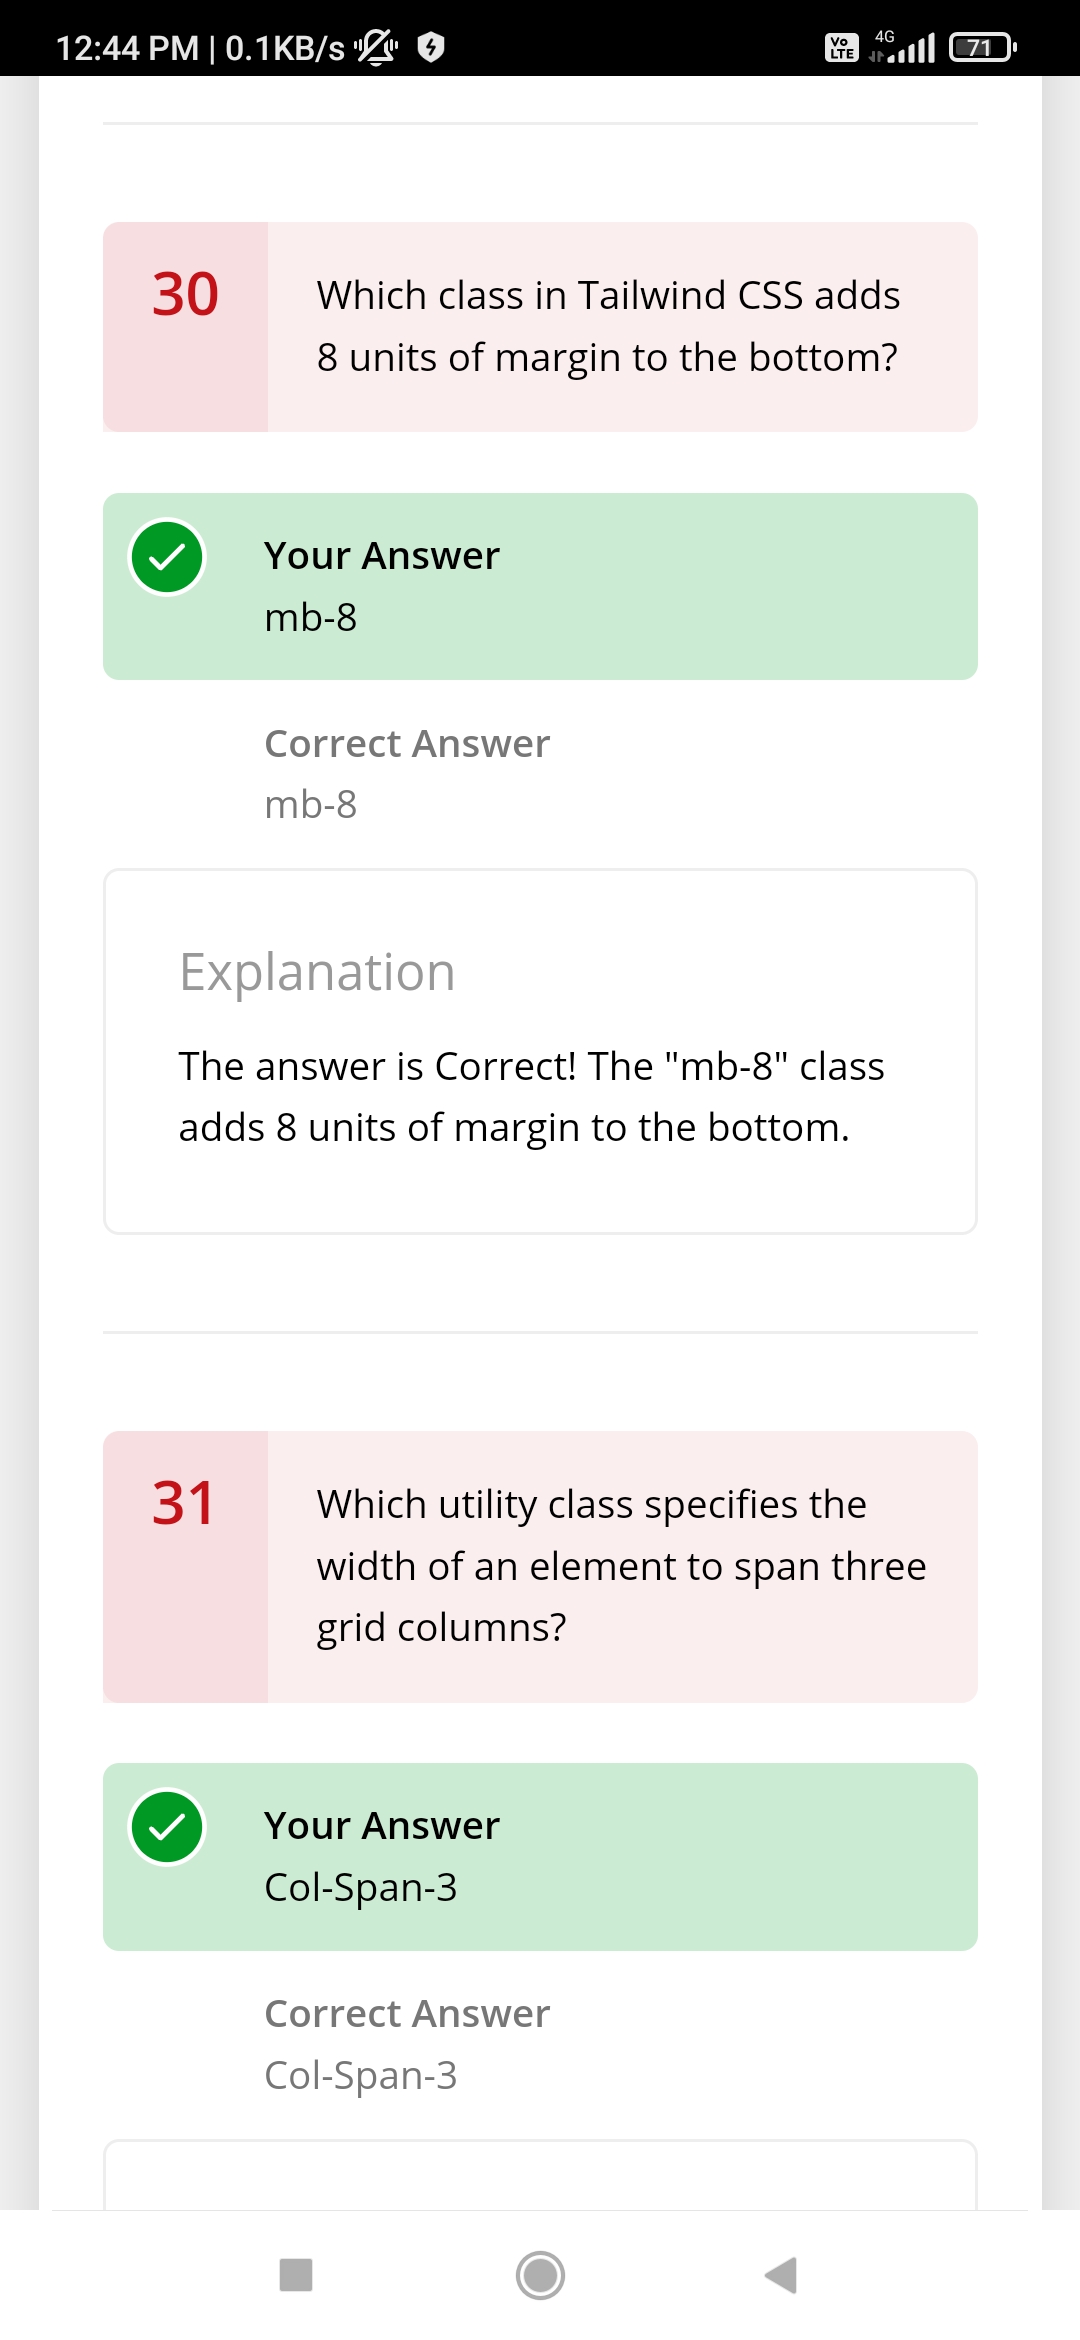 12:44 PM | 0.1KB/s
Vo LTE 4G 71
30
Which class in Tailwind CSS adds
8 units of margin to the bottom?
Your Answer
mb-8
Correct Answer
mb-8
Explanation
The answer is Correct! The "mb-8" class
adds 8 units of margin to the bottom.
31
Which utility class specifies the
width of an element to span three
grid columns?
Your Answer
Col-Span-3
Correct Answer
Col-Span-3